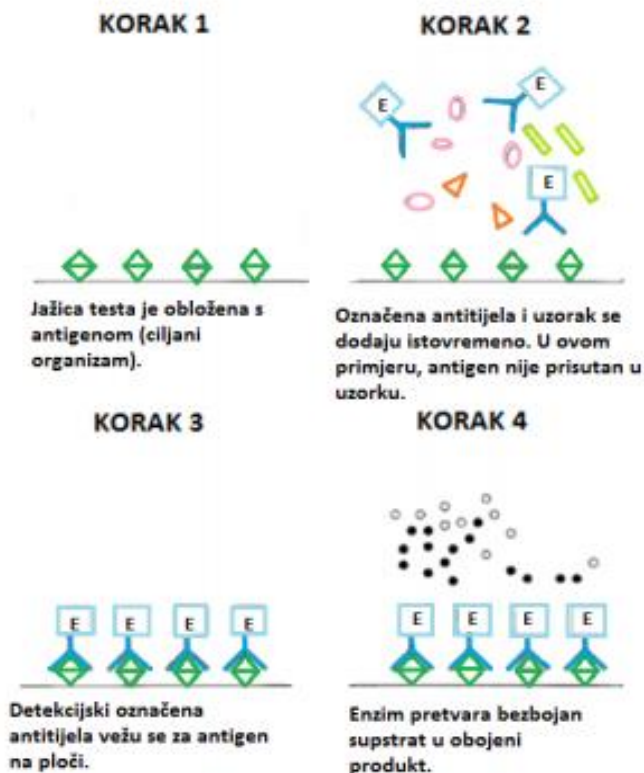 KORAK 1
Jažica testa je obložena s
antigenom (ciljani
organizam).
KORAK 2
E
E
E
Označena antitijela i uzorak se
dodaju istovremeno. U ovom
primjeru, antigen nije prisutan u
uzorku.
KORAK 3
E E E E
Detekcijski označena
antitijela vežu se za antigen
na ploči.
KORAK 4
E E E E
Enzim pretvara bezbojan
supstrat u obojeni
produkt.